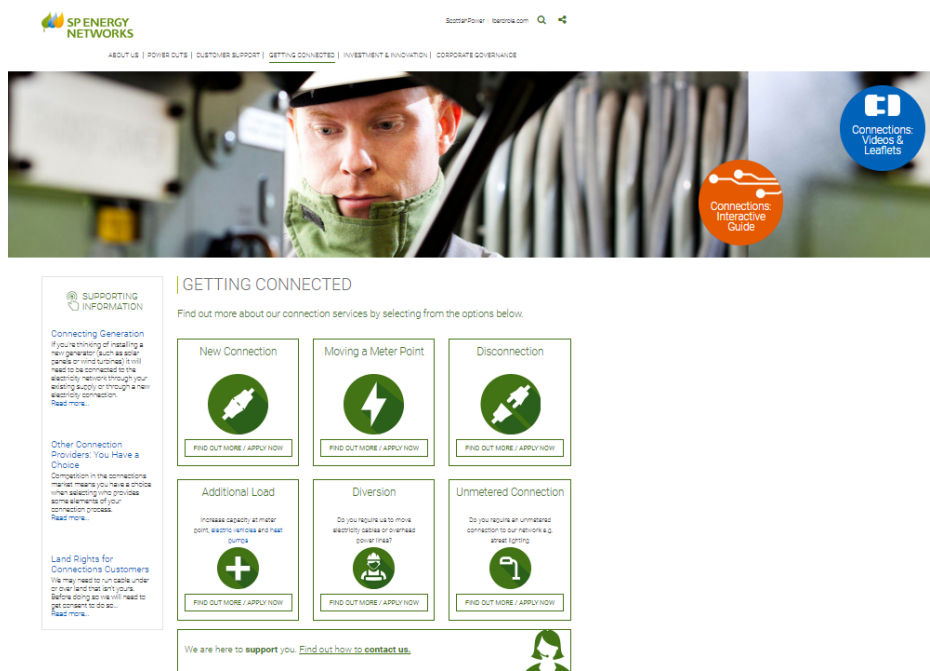 SP ENERGY
NETWORKS
ScottishPower | Iberdrola.com
ABOUT US | POWER CUTS | CUSTOMER SUPPORT | GETTING CONNECTED | INVESTMENT & INNOVATION | CORPORATE GOVERNANCE
Connections:
Videos &
Leaflets
Connections:
Interactive
Guide
SUPPORTING
INFORMATION
Connecting Generation
If you're thinking of installing a
new generator (such as solar
panels or wind turbines) it will
need to be connected to the
electricity network through your
existing supply or through a new
electricity connection.
Read more...
Other Connection
Providers: You Have a
Choice
Competition in the connections
market means you have a choice
when selecting who provides
some elements of your
connection process.
Read more...
Land Rights for
Connections Customers
We may need to run cable under
or over land that isn't yours.
Before doing so we will need to
get consent to do so...
Read more...
GETTING CONNECTED
Find out more about our connection services by selecting from the options below.
New Connection
FIND OUT MORE / APPLY NOW
Moving a Meter Point
FIND OUT MORE / APPLY NOW
Disconnection
FIND OUT MORE / APPLY NOW
Additional Load
Increase capacity at meter
point, electric vehicles and heat
pumps
FIND OUT MORE / APPLY NOW
Diversion
Do you require us to move
electricity cables or overhead
power lines?
FIND OUT MORE / APPLY NOW
Unmetered Connection
Do you require an unmetered
connection to our network e.g.
street lighting
FIND OUT MORE / APPLY NOW
We are here to support you. Find out how to contact us.